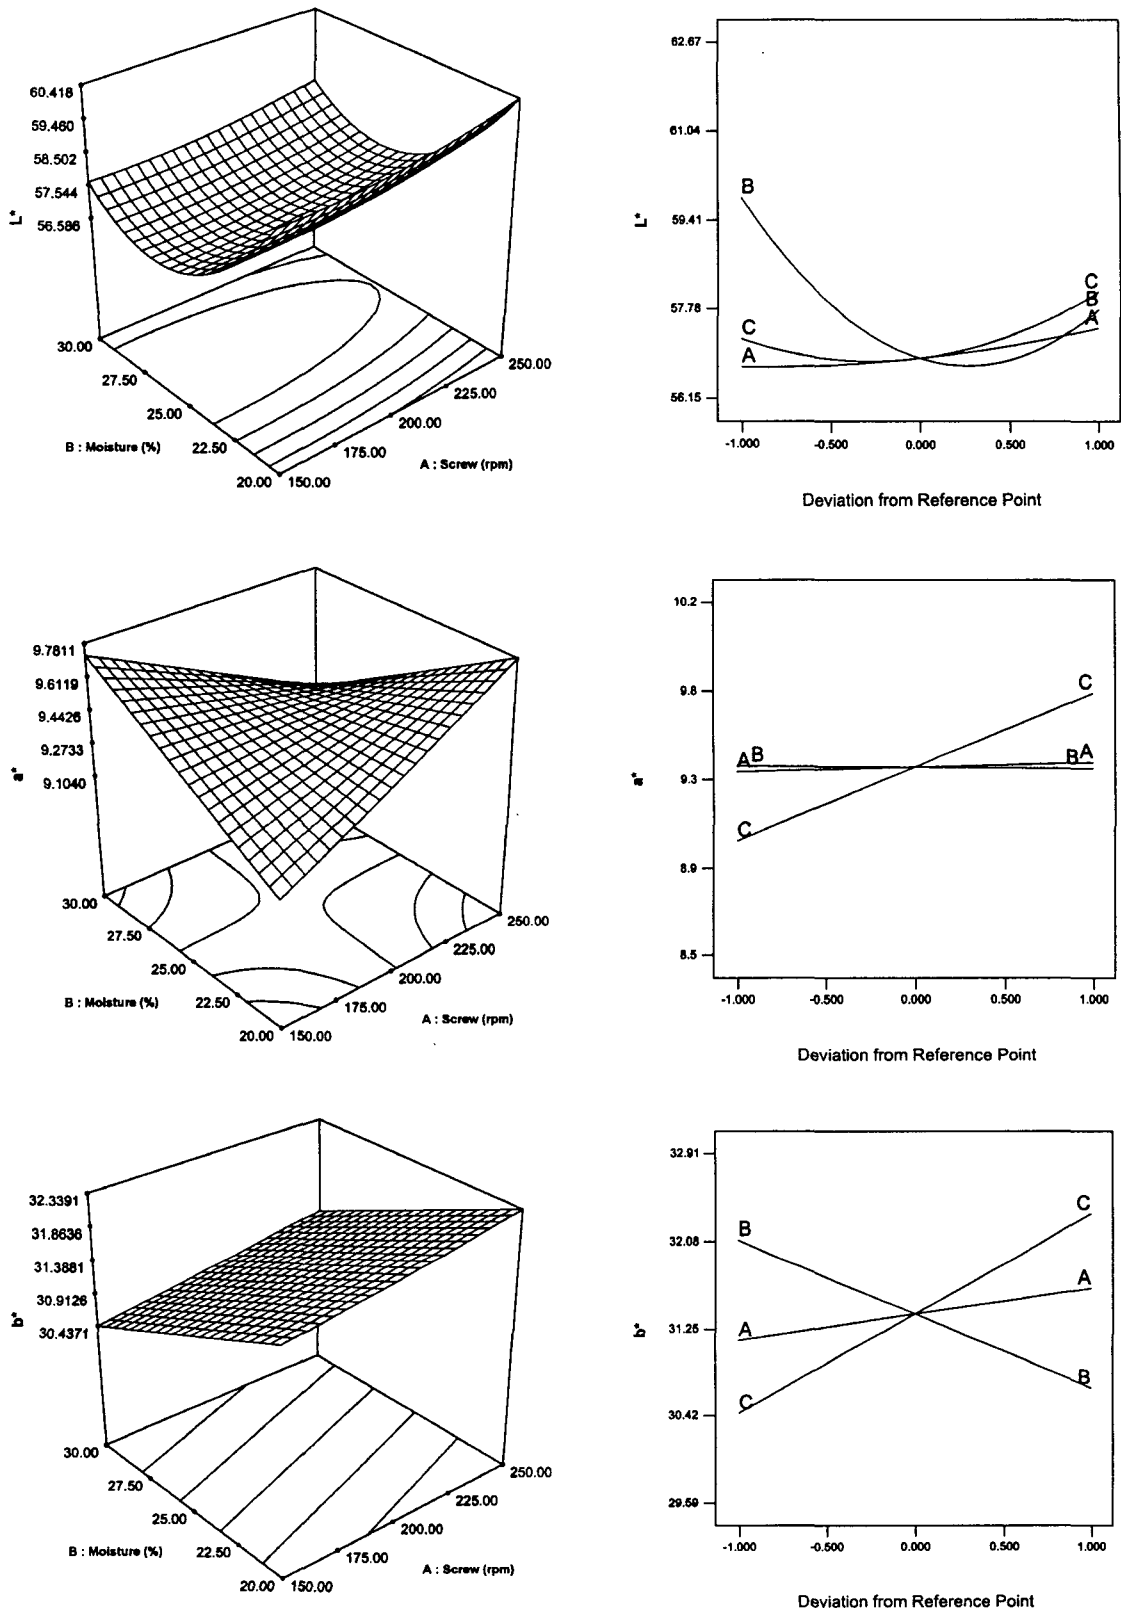 60.418
59.460
58.502
57.544
56.586
L*
30.00
27.50
25.00
22.50
20.00
B : Moisture (%)
150.00
175.00
200.00
225.00
250.00
A : Screw (rpm)
62.67
61.04
59.41
57.78
56.15
L*
B
C
A
C
B
A
-1.000
-0.500
0.000
0.500
1.000
Deviation from Reference Point
9.7811
9.6119
9.4426
9.2733
9.1040
a*
30.00
27.50
25.00
22.50
20.00
B : Moisture (%)
150.00
175.00
200.00
225.00
250.00
A : Screw (rpm)
10.2
9.8
9.3
8.9
8.5
a*
C
A B
B A
C
-1.000
-0.500
0.000
0.500
1.000
Deviation from Reference Point
32.3391
31.8636
31.3881
30.9126
30.4371
b*
30.00
27.50
25.00
22.50
20.00
B : Moisture (%)
150.00
175.00
200.00
225.00
250.00
A : Screw (rpm)
32.91
32.08
31.25
30.42
29.59
b*
B
A
C
C
A
B
-1.000
-0.500
0.000
0.500
1.000
Deviation from Reference Point